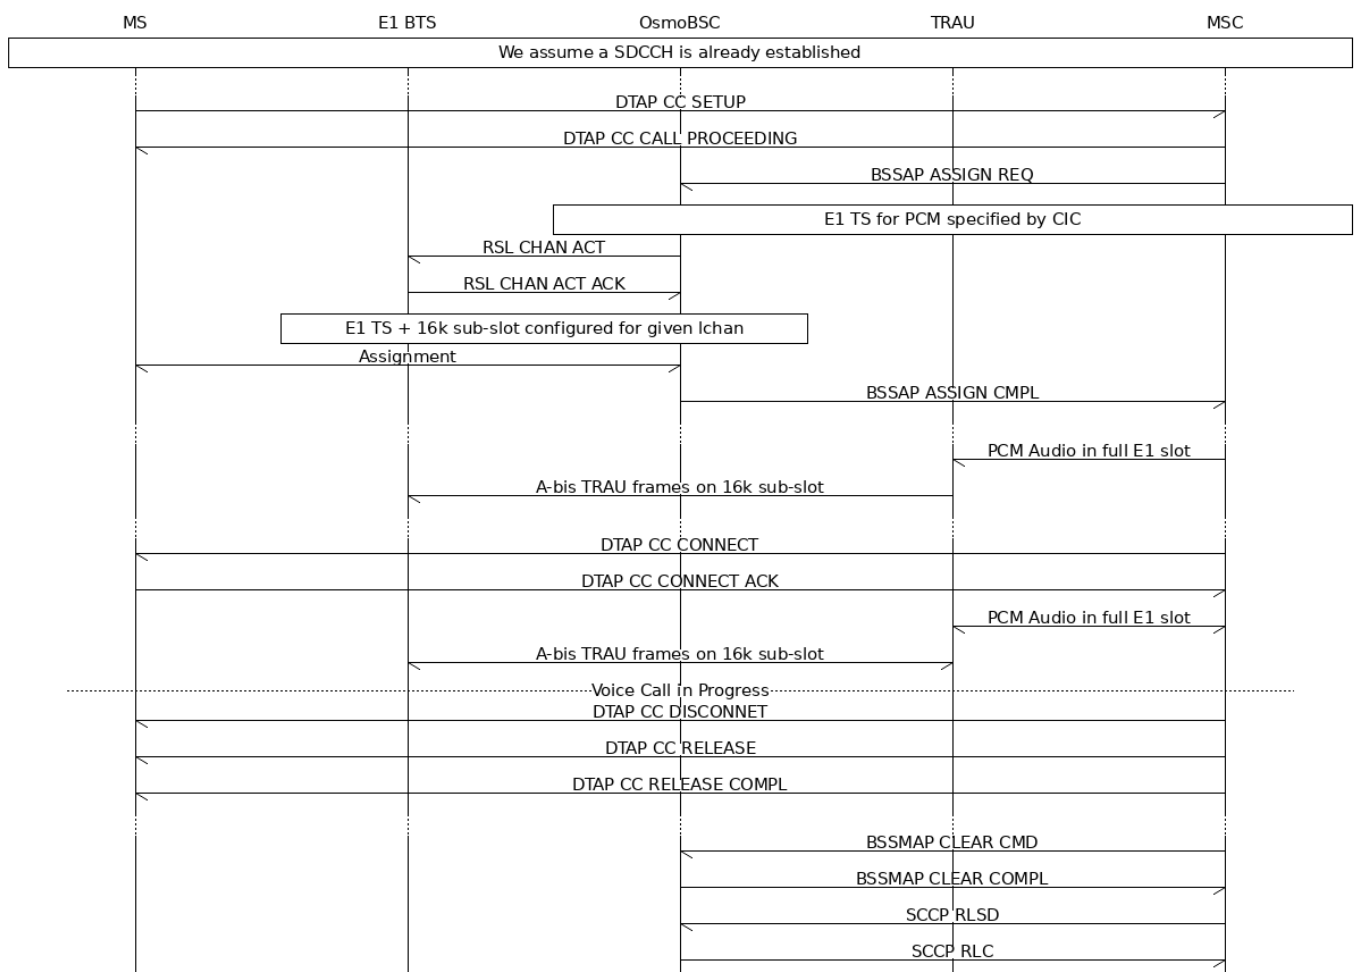 MS E1 BTS OsmoBSC TRAU MSC
We assume a SDCCH is already established
DTAP CC SETUP
DTAP CC CALL PROCEEDING
BSSAP ASSIGN REQ
E1 TS for PCM specified by CIC
RSL CHAN ACT
RSL CHAN ACT ACK
E1 TS + 16k sub-slot configured for given lchan
Assignment
BSSAP ASSIGN CMPL
PCM Audio in full E1 slot
A-bis TRAU frames on 16k sub-slot
DTAP CC CONNECT
DTAP CC CONNECT ACK
PCM Audio in full E1 slot
A-bis TRAU frames on 16k sub-slot
Voice Call in Progress
DTAP CC DISCONNET
DTAP CC RELEASE
DTAP CC RELEASE COMPL
BSSMAP CLEAR CMD
BSSMAP CLEAR COMPL
SCCP RLSD
SCCP RLC